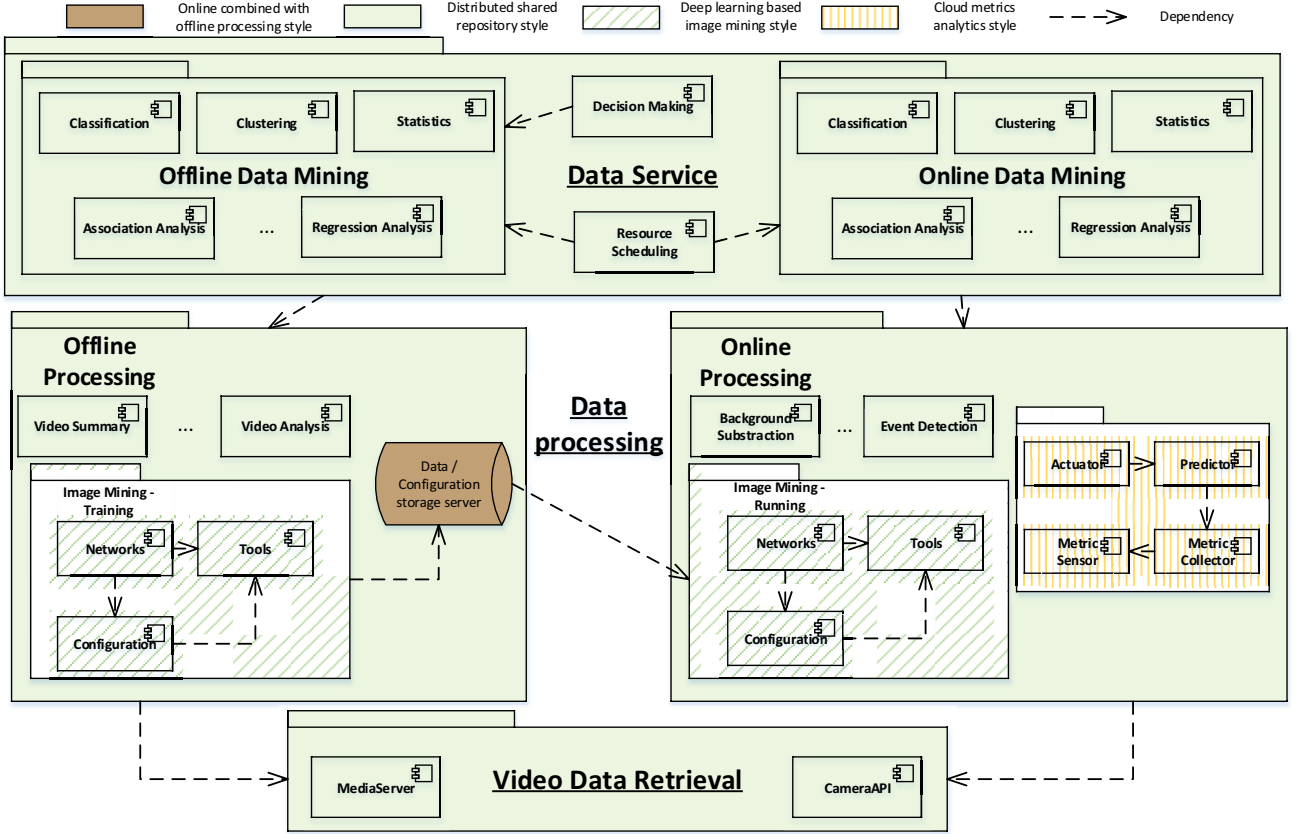 Online combined with
offline processing style
Distributed shared
repository style
Deep learning based
image mining style
Cloud metrics
analytics style
Dependency
Classification
Clustering
Statistics
Offline Data Mining
Association Analysis
...
Regression Analysis
Decision Making
Data Service
Resource
Scheduling
Classification
Clustering
Statistics
Online Data Mining
Association Analysis
...
Regression Analysis
Offline
Processing
Video Summary
...
Video Analysis
Image Mining -
Training
Networks
Tools
Configuration
Data /
Configuration
storage server
Data
processing
Online
Processing
Background
Substraction
...
Event Detection
Image Mining -
Running
Networks
Tools
Configuration
Actuator
Predictor
Metric
Sensor
Metric
Collector
MediaServer
Video Data Retrieval
CameraAPI